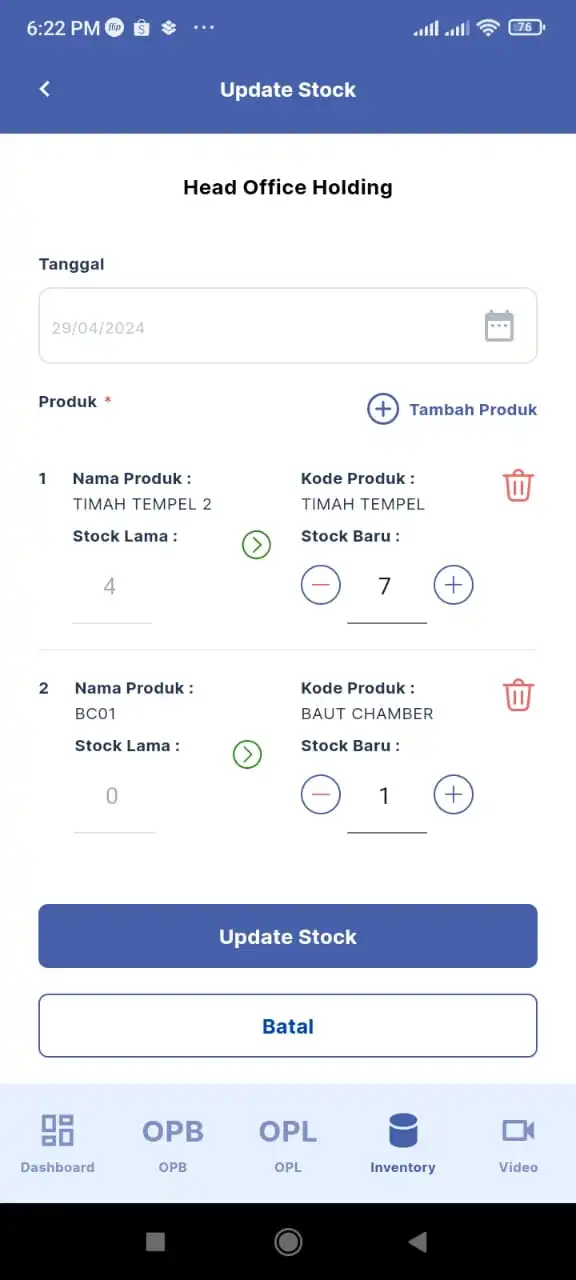 6:22 PM ffip S ... 76
Update Stock
Head Office Holding
Tanggal
29/04/2024
Produk * Tambah Produk
1 Nama Produk : Kode Produk :
TIMAH TEMPEL 2 TIMAH TEMPEL
Stock Lama : Stock Baru :
4 7
2 Nama Produk : Kode Produk :
BC01 BAUT CHAMBER
Stock Lama : Stock Baru :
0 1
Update Stock
Batal
OPB OPL
Dashboard OPB OPL Inventory Video